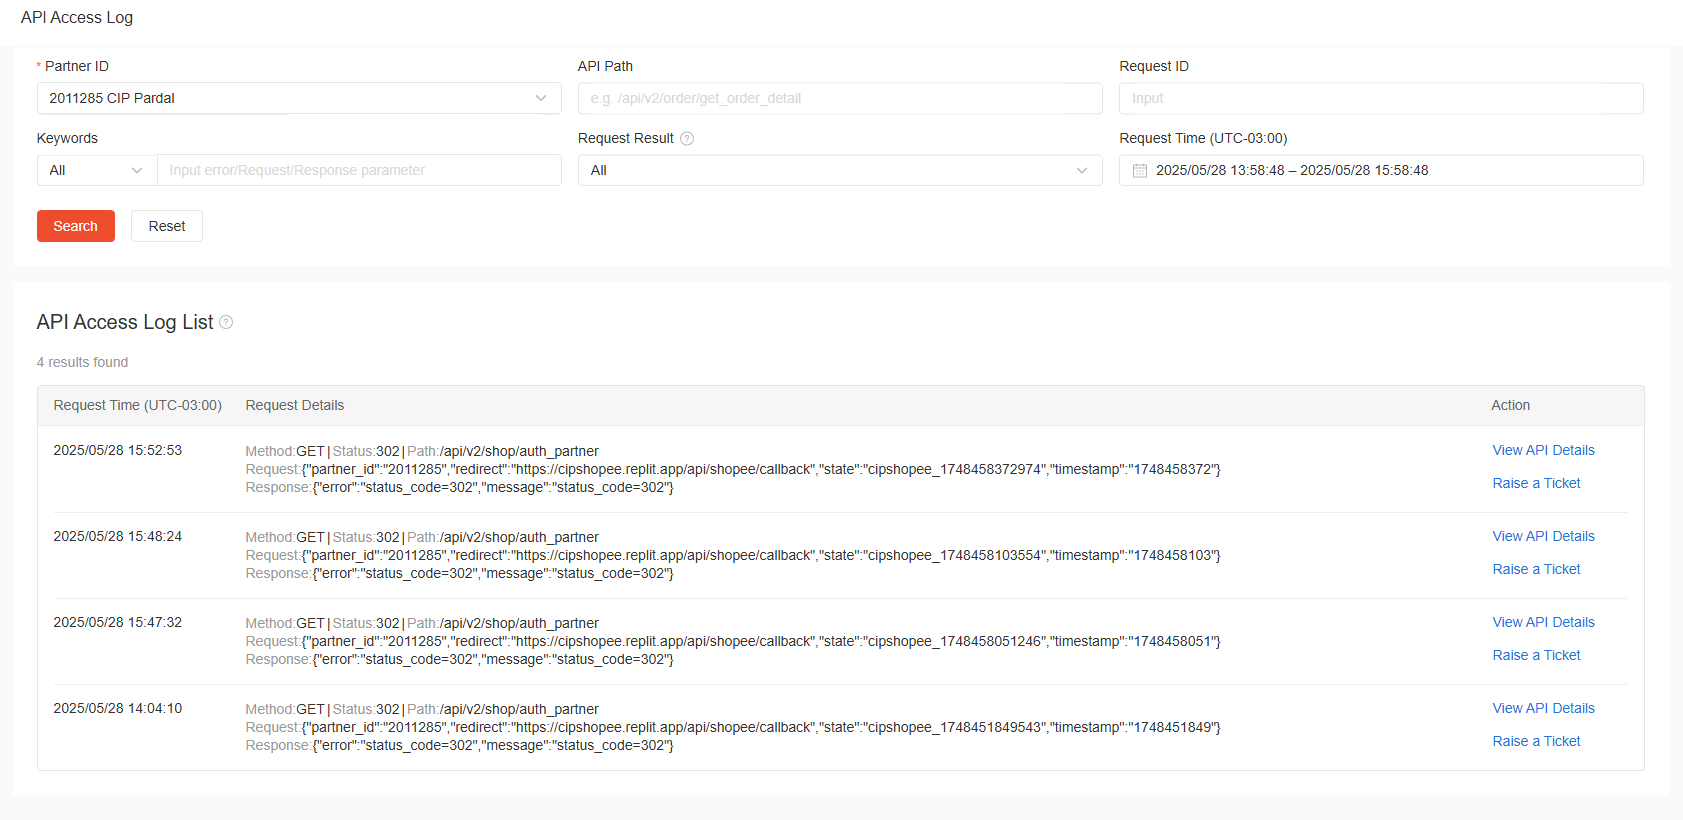 API Access Log
* Partner ID
API Path
Request ID
2011285 CIP Pardal
e.g. /api/v2/order/get_order_detail
Input
Keywords
Request Result ?
Request Time (UTC-03:00)
All
Input error/Request/Response parameter
All
2025/05/28 13:58:48 – 2025/05/28 15:58:48
Search
Reset
API Access Log List ?
4 results found
Request Time (UTC-03:00)
Request Details
Action
2025/05/28 15:52:53
Method:GET|Status:302|Path:/api/v2/shop/auth_partner
Request:{"partner_id":"2011285","redirect":"https://cipshopee.replit.app/api/shopee/callback","state":"cipshopee_1748458372974","timestamp":"1748458372"}
Response:{"error":"status_code=302","message":"status_code=302"}
View API Details
Raise a Ticket
2025/05/28 15:48:24
Method:GET|Status:302|Path:/api/v2/shop/auth_partner
Request:{"partner_id":"2011285","redirect":"https://cipshopee.replit.app/api/shopee/callback","state":"cipshopee_1748458103554","timestamp":"1748458103"}
Response:{"error":"status_code=302","message":"status_code=302"}
View API Details
Raise a Ticket
2025/05/28 15:47:32
Method:GET|Status:302|Path:/api/v2/shop/auth_partner
Request:{"partner_id":"2011285","redirect":"https://cipshopee.replit.app/api/shopee/callback","state":"cipshopee_1748458051246","timestamp":"1748458051"}
Response:{"error":"status_code=302","message":"status_code=302"}
View API Details
Raise a Ticket
2025/05/28 14:04:10
Method:GET|Status:302|Path:/api/v2/shop/auth_partner
Request:{"partner_id":"2011285","redirect":"https://cipshopee.replit.app/api/shopee/callback","state":"cipshopee_1748451849543","timestamp":"1748451849"}
Response:{"error":"status_code=302","message":"status_code=302"}
View API Details
Raise a Ticket